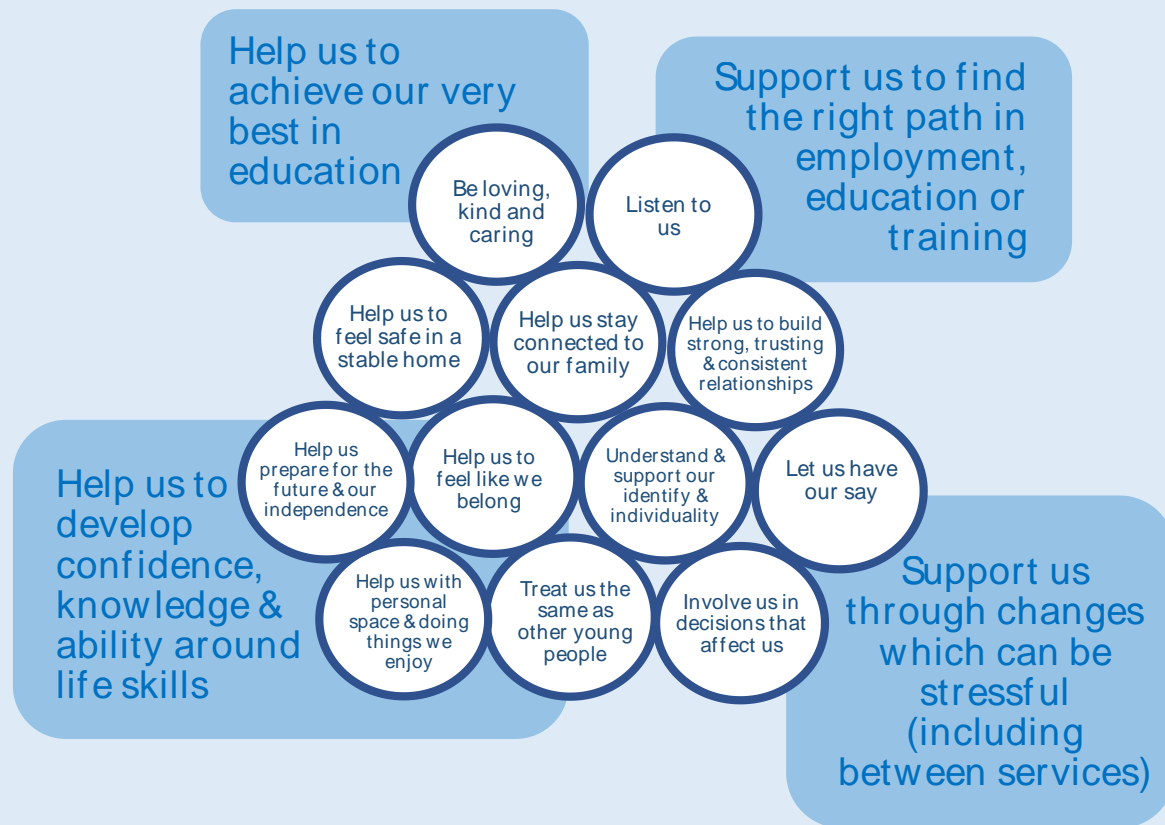 Help us to
achieve our very
best in
education
Support us to find
the right path in
employment,
education or
training
Be loving,
kind and
caring
Listen to
us
Help us to
feel safe in a
stable home
Help us stay
connected to
our family
Help us to build
strong, trusting
& consistent
relationships
Help us
prepare for the
future & our
independence
Help us to
feel like we
belong
Understand &
support our
identify &
individuality
Let us have
our say
Help us to
develop
confidence,
knowledge &
ability around
life skills
Help us with
personal
space & doing
things we
enjoy
Treat us the
same as
other young
people
Involve us in
decisions that
affect us
Support us
through changes
which can be
stressful
(including
between services)